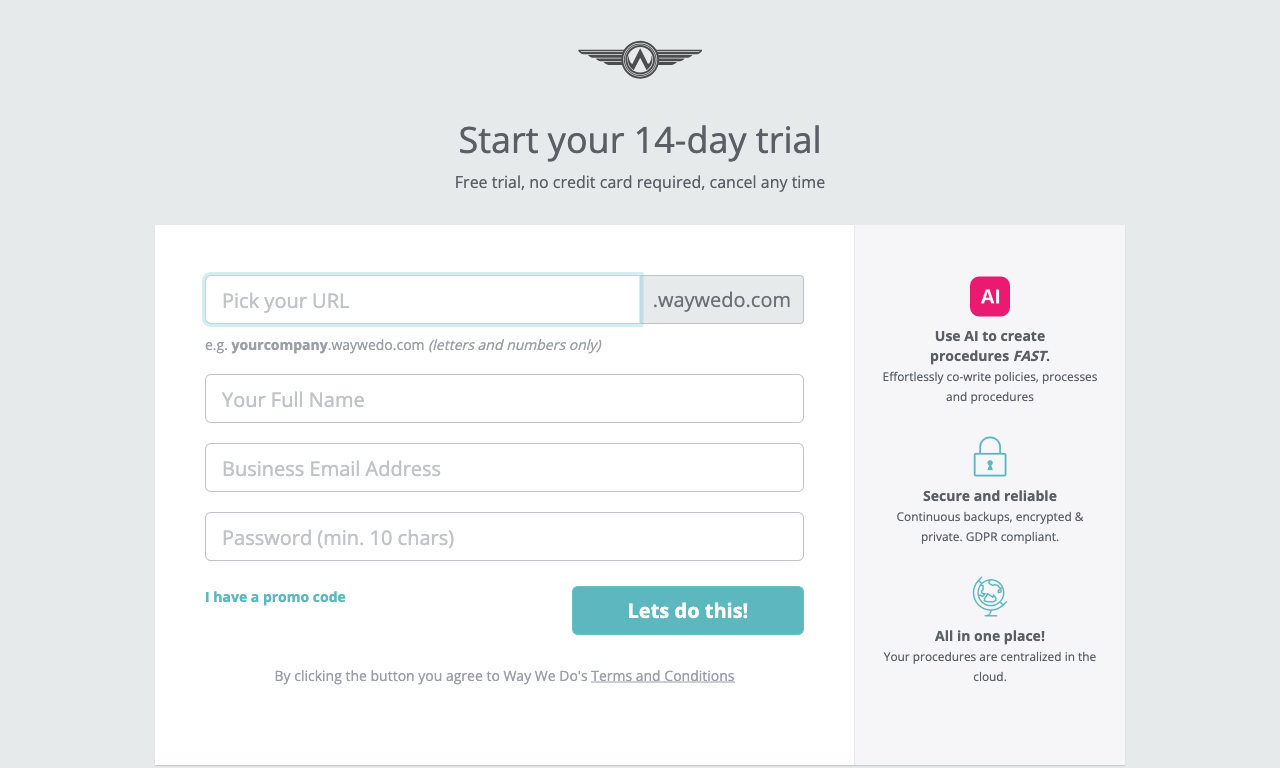 Start your 14-day trial
Free trial, no credit card required, cancel any time
Pick your URL
.waywedo.com
e.g. yourcompany.waywedo.com (letters and numbers only)
Your Full Name
Business Email Address
Password (min. 10 chars)
I have a promo code
Lets do this!
By clicking the button you agree to Way We Do's Terms and Conditions
AI
Use AI to create
procedures FAST.
Effortlessly co-write policies, processes
and procedures
Secure and reliable
Continuous backups, encrypted &
private. GDPR compliant.
All in one place!
Your procedures are centralized in the
cloud.